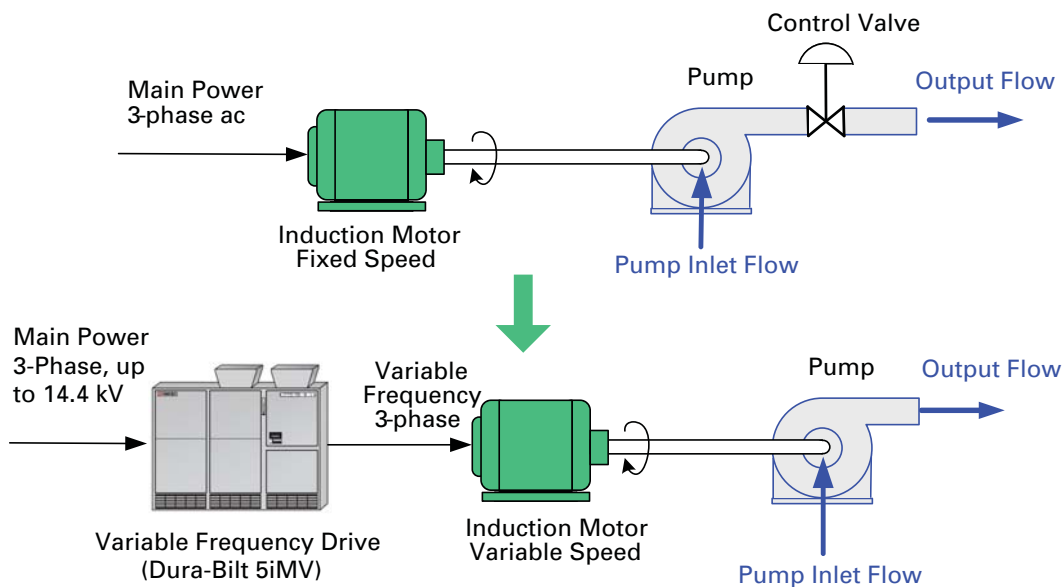 Control Valve
Main Power
3-phase ac
Pump
Output Flow
Induction Motor
Fixed Speed
Pump Inlet Flow
Main Power
3-Phase, up
to 14.4 kV
Variable
Frequency
3-phase
Pump
Output Flow
Variable Frequency Drive
(Dura-Bilt 5iMV)
Induction Motor
Variable Speed
Pump Inlet Flow